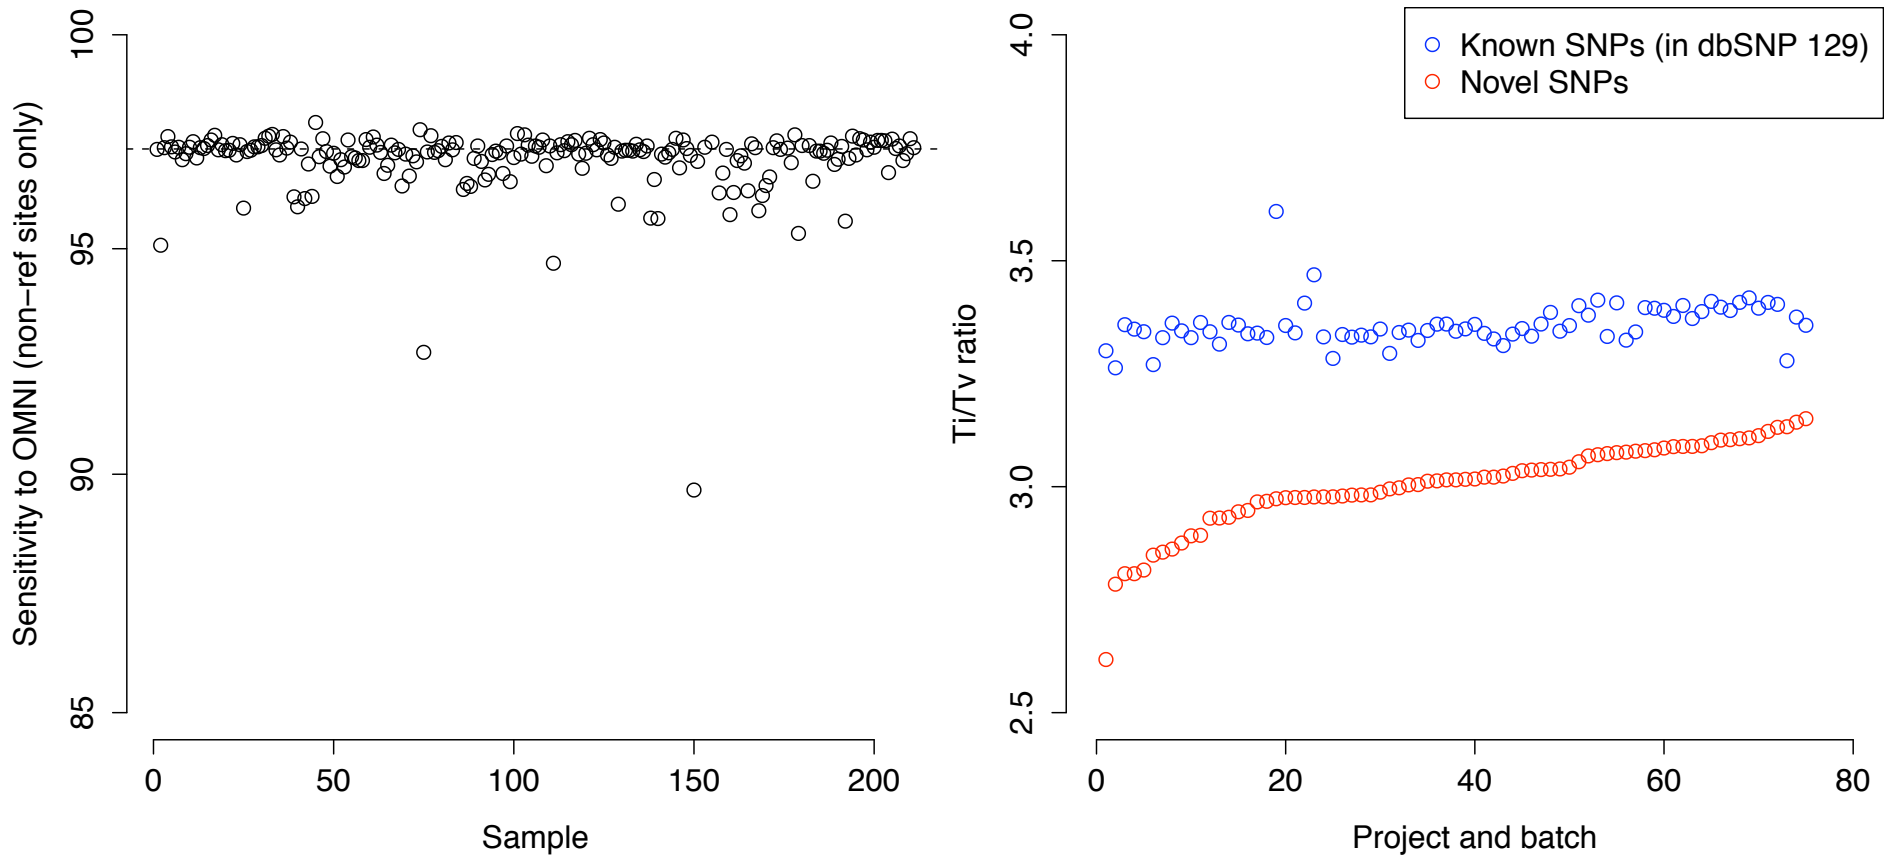 Sensitivity to OMNI (non−ref sites only)
100
95
90
85
0 50 100 150 200
Sample
Ti/Tv ratio
4.0
3.5
3.0
2.5
0 20 40 60 80
Project and batch
Known SNPs (in dbSNP 129)
Novel SNPs